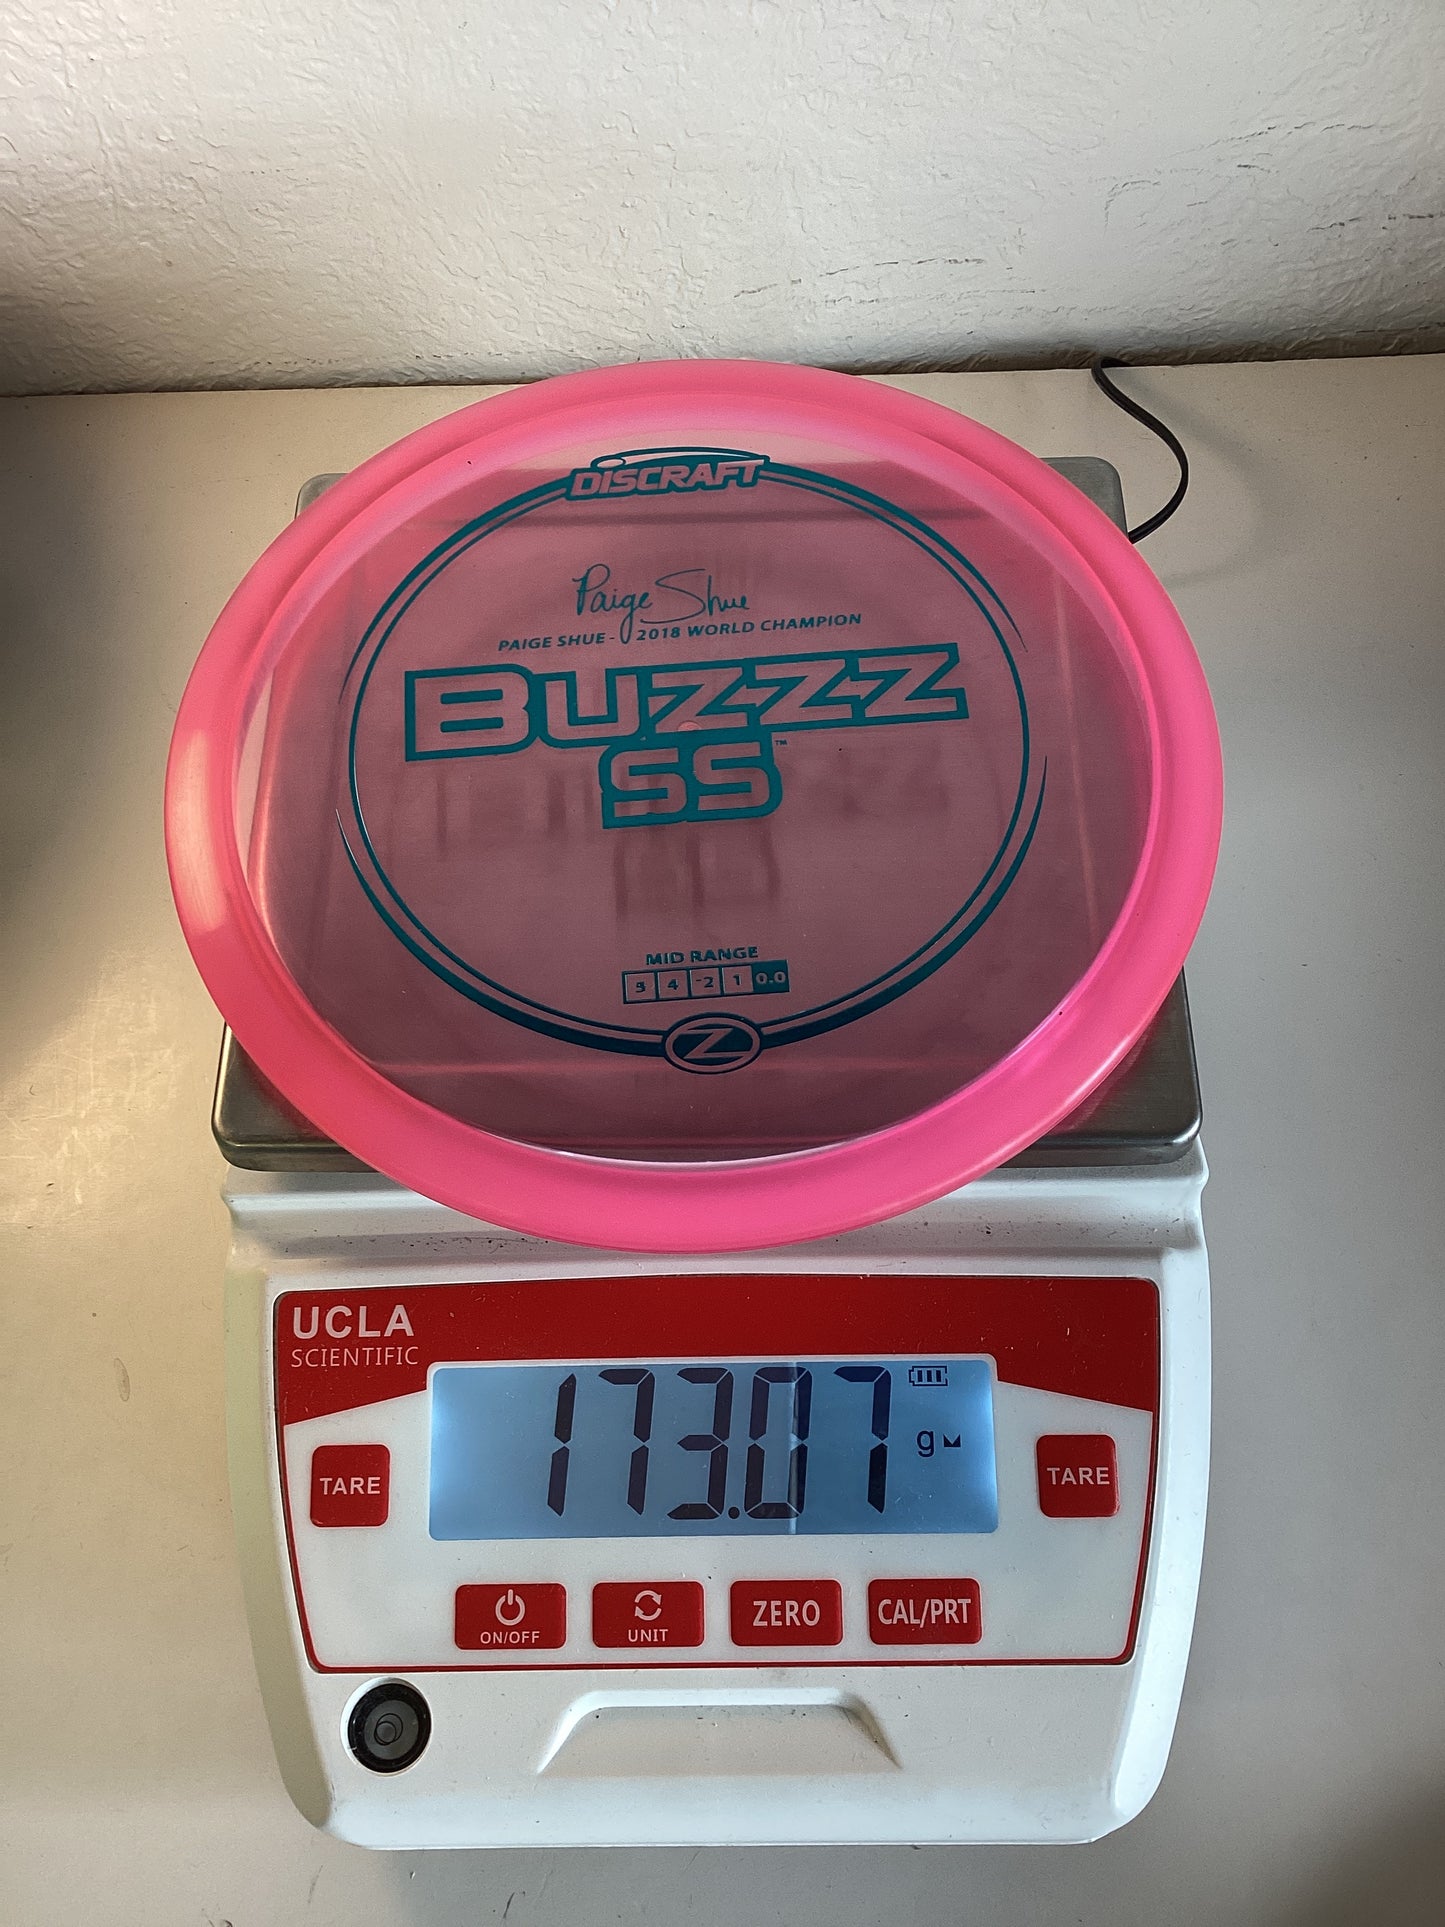 DISCRAFT
Paige Shue
PAIGE SHUE - 2018 WORLD CHAMPION
BUZZZ
SS™
MID RANGE
5 4 -2 1 0.0
Z
UCLA
SCIENTIFIC
173.07 g
TARE
TARE
ON/OFF
UNIT
ZERO
CAL/PRT